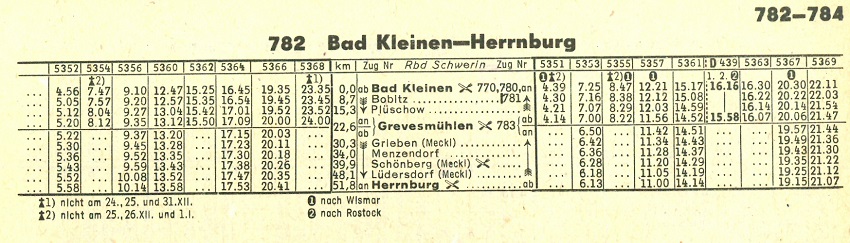 782–784
782 Bad Kleinen—Herrnburg
5352 5354 5356 5360 5362 5364 5366 5368 km Zug Nr Rbd Schwerin Zug Nr 5351 5353 5355 5357 5361 D 439 5363 5367 5369
‡2) ‡1) ❶‡2) ❶‡2) ❶ 1. 2. ❷ ❶
... 4.56 7.47 9.10 12.47 15.25 16.45 19.35 23.35 0,0 ab Bad Kleinen 770,780, an 4.39 7.25 8.47 12.21 15.17 16.16 16.30 20.30 22.11
... 5.05 7.57 9.20 12.57 15.35 16.54 19.45 23.45 8,7 Bobitz 781 4.30 7.16 8.38 12.12 15.08 | 16.22 20.22 22.03
... 5.12 8.04 9.27 13.04 15.42 17.01 19.52 23.52 15,3 Plüschow 4.21 7.07 8.29 12.03 14.59 | 16.14 20.14 21.54
... 5.20 8.12 9.35 13.12 15.50 17.09 20.00 24.00 22,6 an Grevesmühlen 783 ab 4.14 7.00 8.22 11.56 14.52 15.58 16.07 20.06 21.47
... 5.22 ... 9.37 13.20 ... 17.15 20.03 ... ab an ... 6.50 ... 11.42 14.51 ... ... 19.57 21.44
... 5.30 ... 9.45 13.28 ... 17.23 20.11 ... 30,3 Grieben (Meckl) ... 6.42 ... 11.34 14.43 ... ... 19.49 21.36
... 5.36 ... 9.52 13.35 ... 17.30 20.18 ... 34,0 Menzendorf ... 6.36 ... 11.28 14.37 ... ... 19.43 21.30
... 5.43 ... 9.59 13.43 ... 17.38 20.26 ... 39,9 Schönberg (Meckl) ... 6.28 ... 11.20 14.29 ... ... 19.35 21.22
... 5.52 ... 10.08 13.52 ... 17.47 20.35 ... 48,1 Lüdersdorf (Meckl) ... 6.18 ... 11.05 14.19 ... ... 19.25 21.12
... 5.58 ... 10.14 13.58 ... 17.53 20.41 ... 51,8 an Herrnburg ab ... 6.13 ... 11.00 14.14 ... ... 19.15 21.07
‡1) nicht am 24., 25. und 31.XII. ❶ nach Wismar
‡2) nicht am 25., 26.XII. und 1.I. ❷ nach Rostock